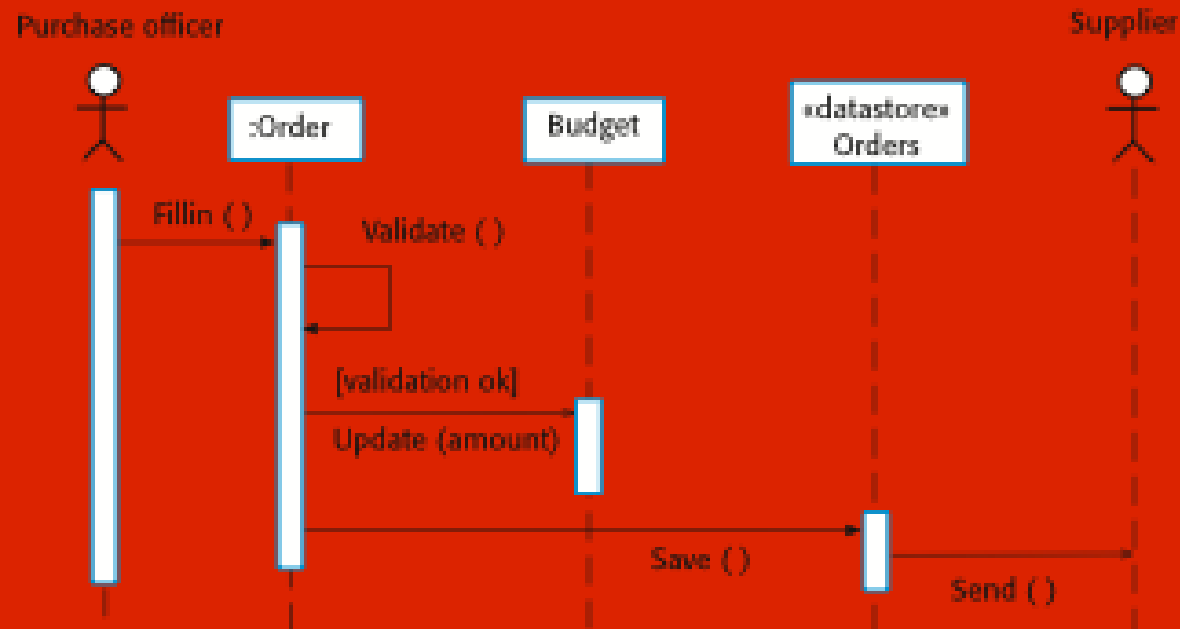 Purchase officer
Supplier
:Order
Budget
«datastore»
Orders
Fillin ( )
Validate ( )
[validation ok]
Update (amount)
Save ( )
Send ( )